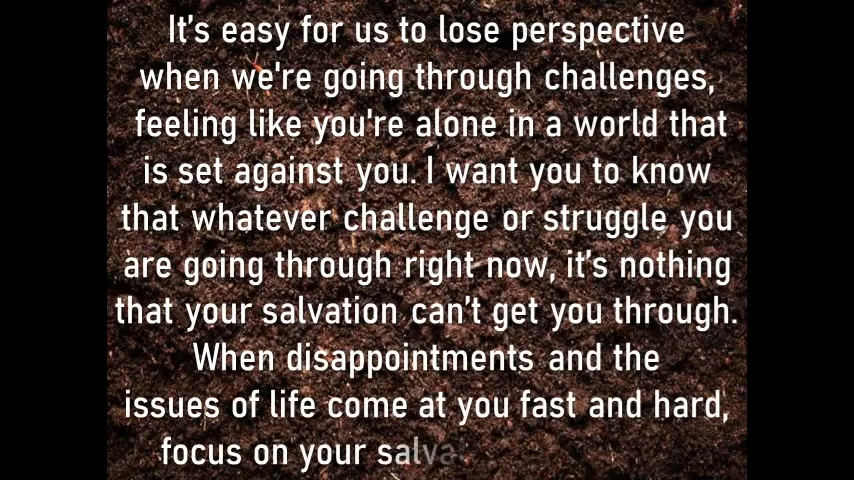 It's easy for us to lose perspective
when we're going through challenges,
feeling like you're alone in a world that
is set against you. I want you to know
that whatever challenge or struggle you
are going through right now, it's nothing
that your salvation can't get you through.
When disappointments and the
issues of life come at you fast and hard,
focus on your salva